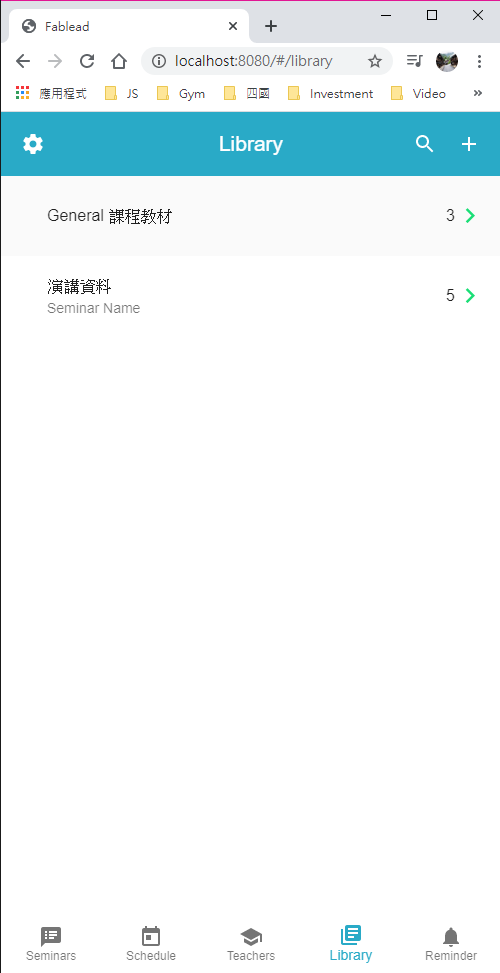 Fablead
localhost:8080/#/library
應用程式 JS Gym 四國 Investment Video »
Library
General 課程教材 3
演講資料 5
Seminar Name
Seminars Schedule Teachers Library Reminder